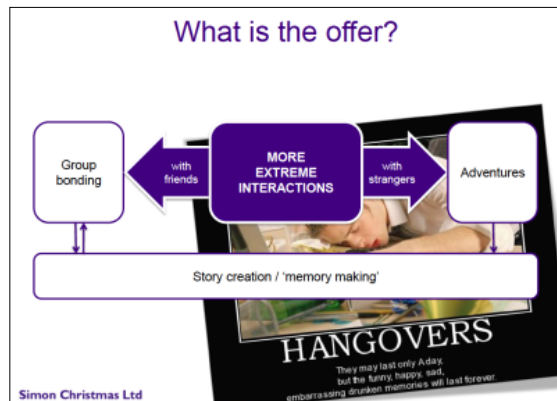 What is the offer?
Group
bonding
with
friends
MORE
EXTREME
INTERACTIONS
with
strangers
Adventures
Story creation / 'memory making'
HANGOVERS
They may last only A day,
but the funny, happy, sad,
embarrassing drunken memories will last forever.
Simon Christmas Ltd